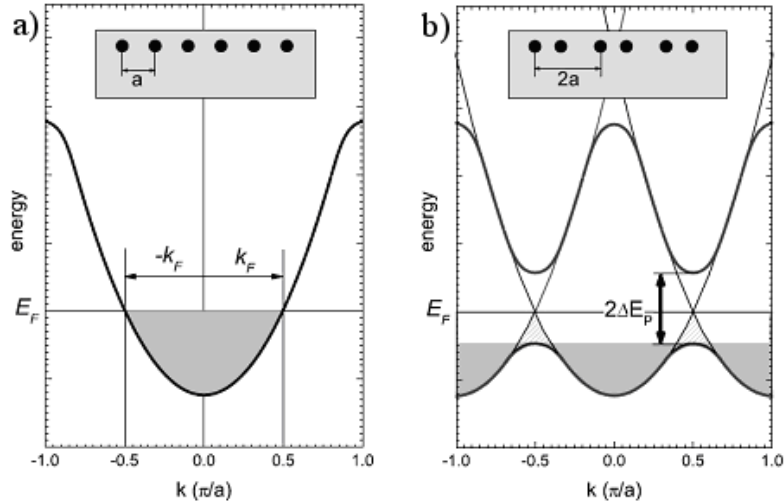 a)
a
energy
-k_F k_F
E_F
-1.0 -0.5 0.0 0.5 1.0
k (π/a)
b)
2a
energy
2ΔE_P
E_F
-1.0 -0.5 0.0 0.5 1.0
k (π/a)